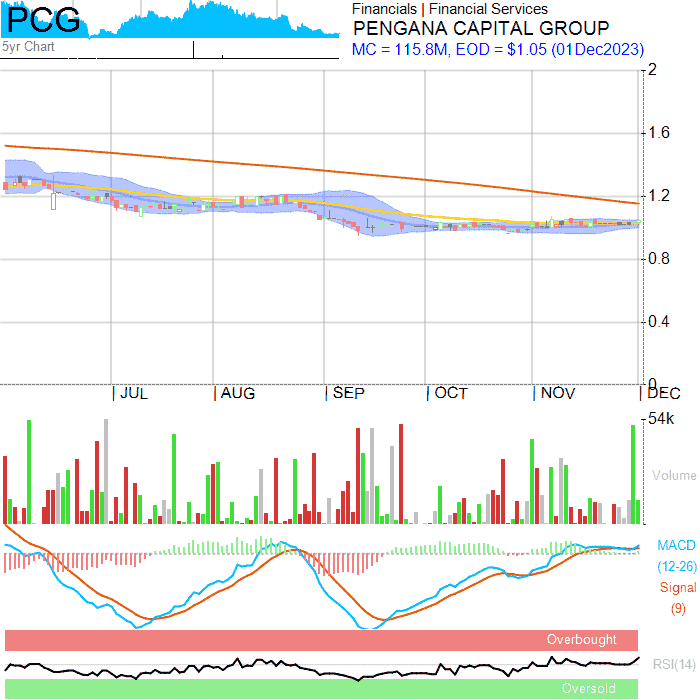 PCG
5yr Chart
Financials | Financial Services
PENGANA CAPITAL GROUP
MC = 115.8M, EOD = $1.05 (01Dec2023)
2
1.6
1.2
0.8
0.4
0
JUL AUG SEP OCT NOV DEC
54k
Volume
MACD
(12-26)
Signal
(9)
Overbought
RSI(14)
Oversold